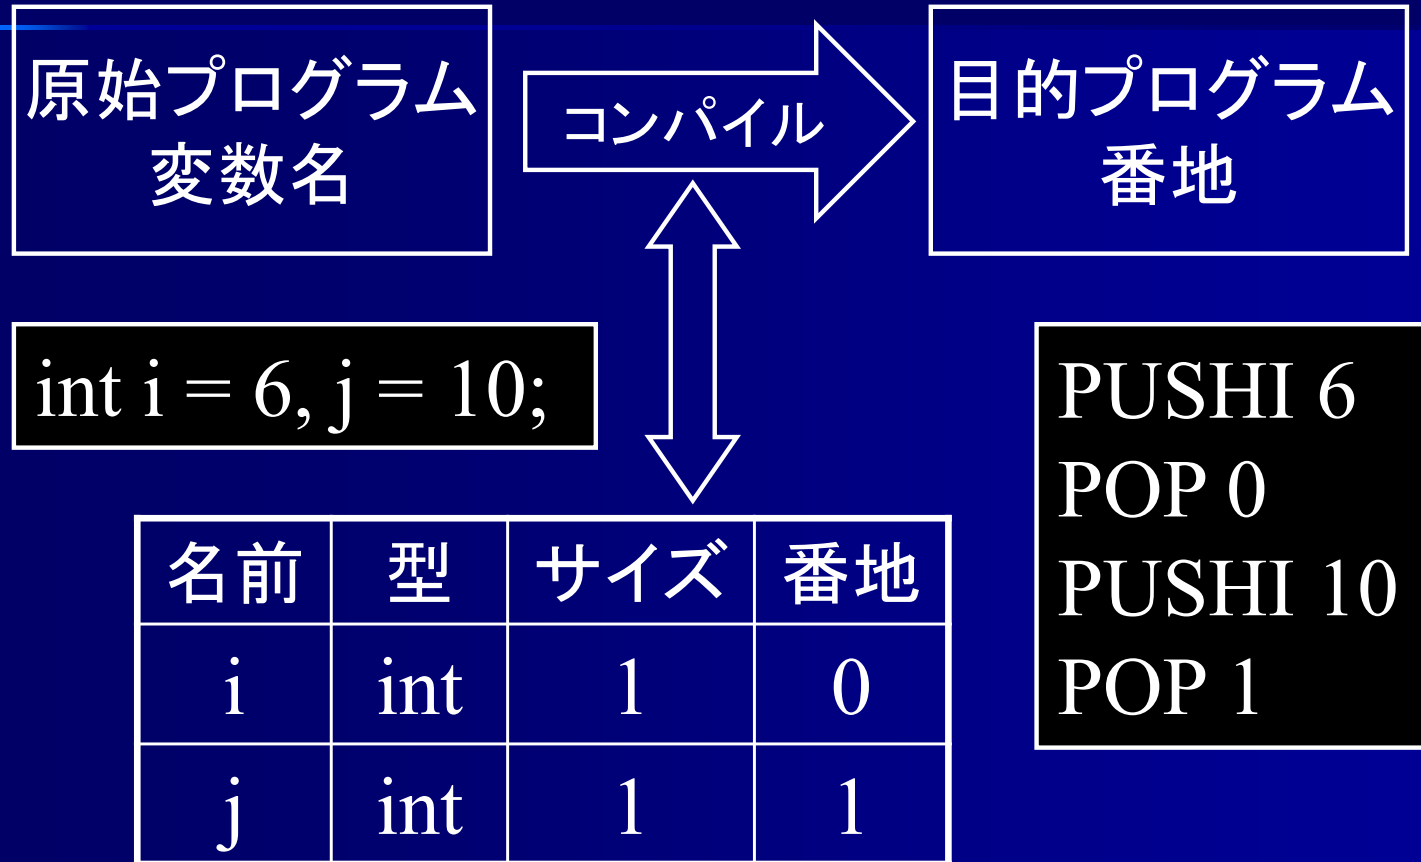 原始プログラム
変数名
コンパイル
目的プログラム
番地
int i = 6, j = 10;
PUSHI 6
POP 0
PUSHI 10
POP 1
名前 型 サイズ 番地
i int 1 0
j int 1 1